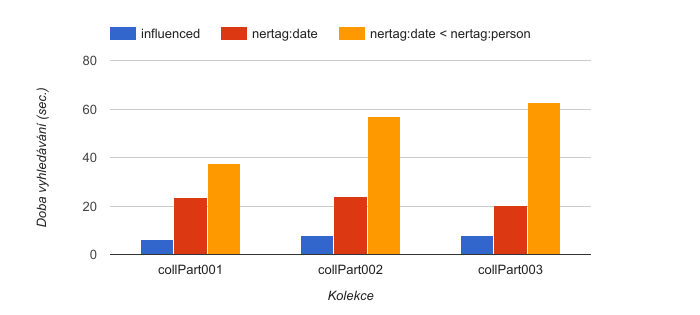 influenced nertag:date nertag:date < nertag:person
80
60
40
20
0
Doba vyhledávání (sec.)
collPart001 collPart002 collPart003
Kolekce